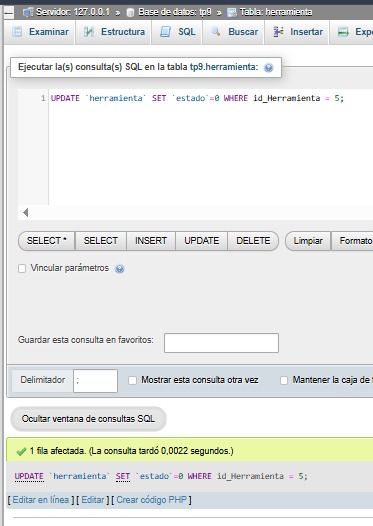 Servidor: 127.0.0.1 » Base de datos: tp9 » Tabla: herramienta
Examinar Estructura SQL Buscar Insertar Exp
Ejecutar la(s) consulta(s) SQL en la tabla tp9.herramienta:
1 UPDATE `herramienta` SET `estado`=0 WHERE id_Herramienta = 5;
SELECT * SELECT INSERT UPDATE DELETE Limpiar Formato
Vincular parámetros
Guardar esta consulta en favoritos:
Delimitador ; Mostrar esta consulta otra vez Mantener la caja de
Ocultar ventana de consultas SQL
1 fila afectada. (La consulta tardó 0,0022 segundos.)
UPDATE `herramienta` SET `estado`=0 WHERE id_Herramienta = 5;
[ Editar en línea ] [ Editar ] [ Crear código PHP ]